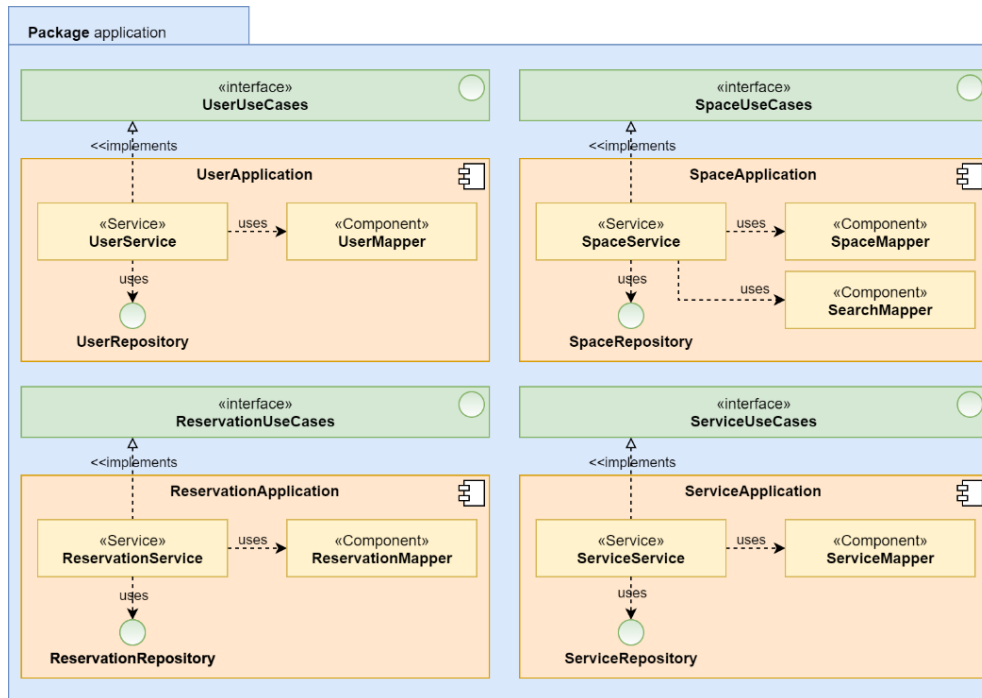 Package application
«interface»
UserUseCases
<<implements
UserApplication
«Service»
UserService
uses
«Component»
UserMapper
uses
UserRepository
«interface»
SpaceUseCases
<<implements
SpaceApplication
«Service»
SpaceService
uses
«Component»
SpaceMapper
uses
uses
«Component»
SearchMapper
SpaceRepository
«interface»
ReservationUseCases
<<implements
ReservationApplication
«Service»
ReservationService
uses
«Component»
ReservationMapper
uses
ReservationRepository
«interface»
ServiceUseCases
<<implements
ServiceApplication
«Service»
ServiceService
uses
«Component»
ServiceMapper
uses
ServiceRepository